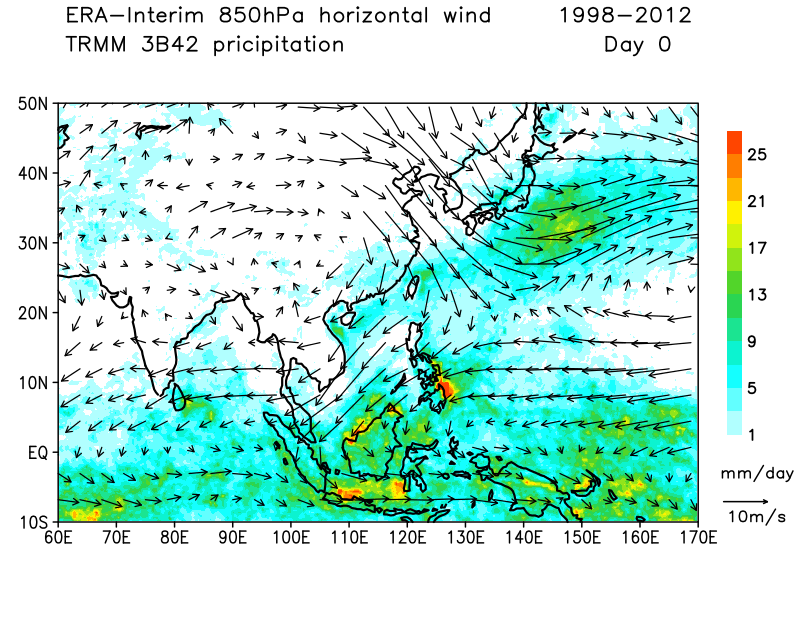 ERA-Interim 850hPa horizontal wind 1998-2012
TRMM 3B42 pricipitation Day 0
50N
40N
30N
20N
10N
EQ
10S
60E 70E 80E 90E 100E 110E 120E 130E 140E 150E 160E 170E
25
21
17
13
9
5
1
mm/day
10m/s